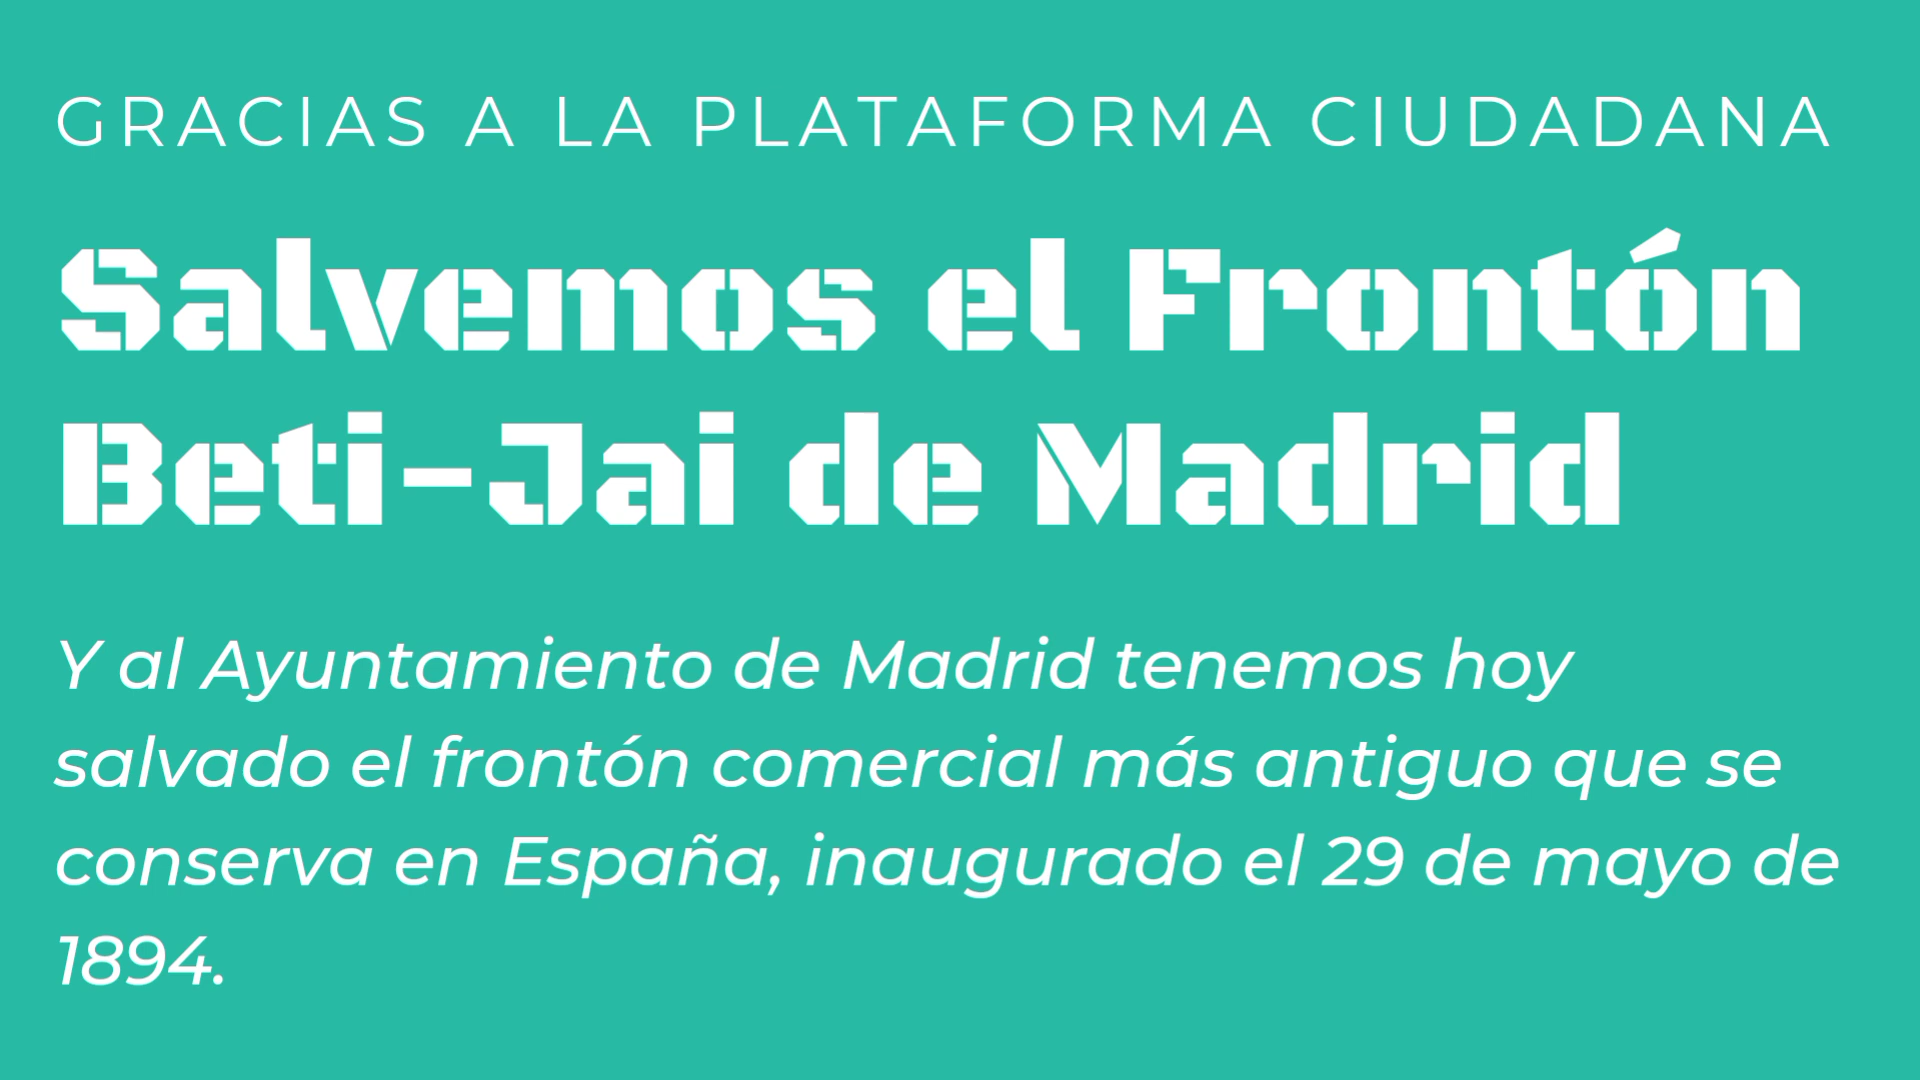 GRACIAS A LA PLATAFORMA CIUDADANA
Salvemos el Frontón
Beti-Jai de Madrid
Y al Ayuntamiento de Madrid tenemos hoy
salvado el frontón comercial más antiguo que se
conserva en España, inaugurado el 29 de mayo de
1894.